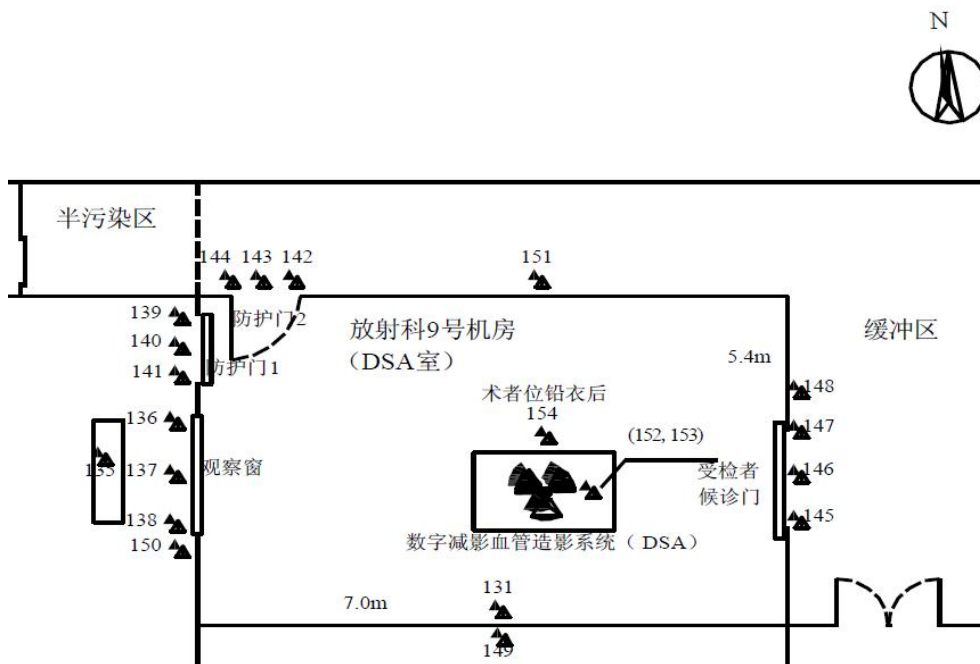 N
半污染区
144 143 142
151
139
防护门2
放射科9号机房
(DSA室)
缓冲区
140
141
防护门1
5.4m
148
术者位铅衣后
154
136
147
(152, 153)
135
137
观察窗
受检者
候诊门
146
138
145
数字减影血管造影系统( DSA)
150
131
7.0m
149